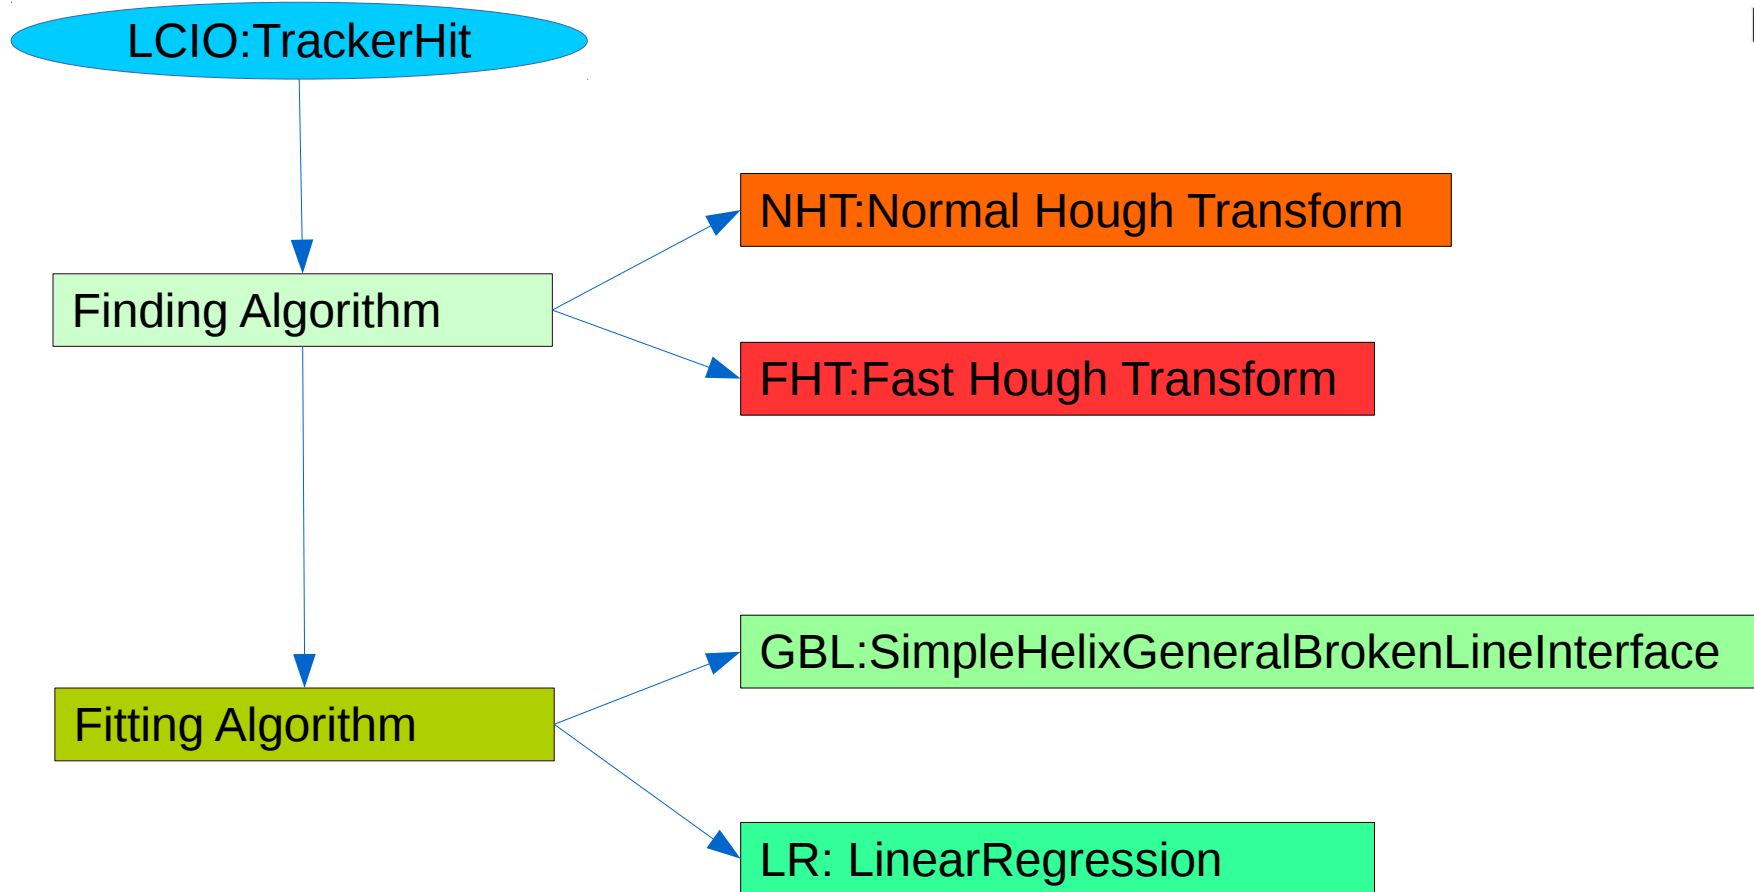 LCIO:TrackerHit
NHT:Normal Hough Transform
Finding Algorithm
FHT:Fast Hough Transform
GBL:SimpleHelixGeneralBrokenLineInterface
Fitting Algorithm
LR: LinearRegression